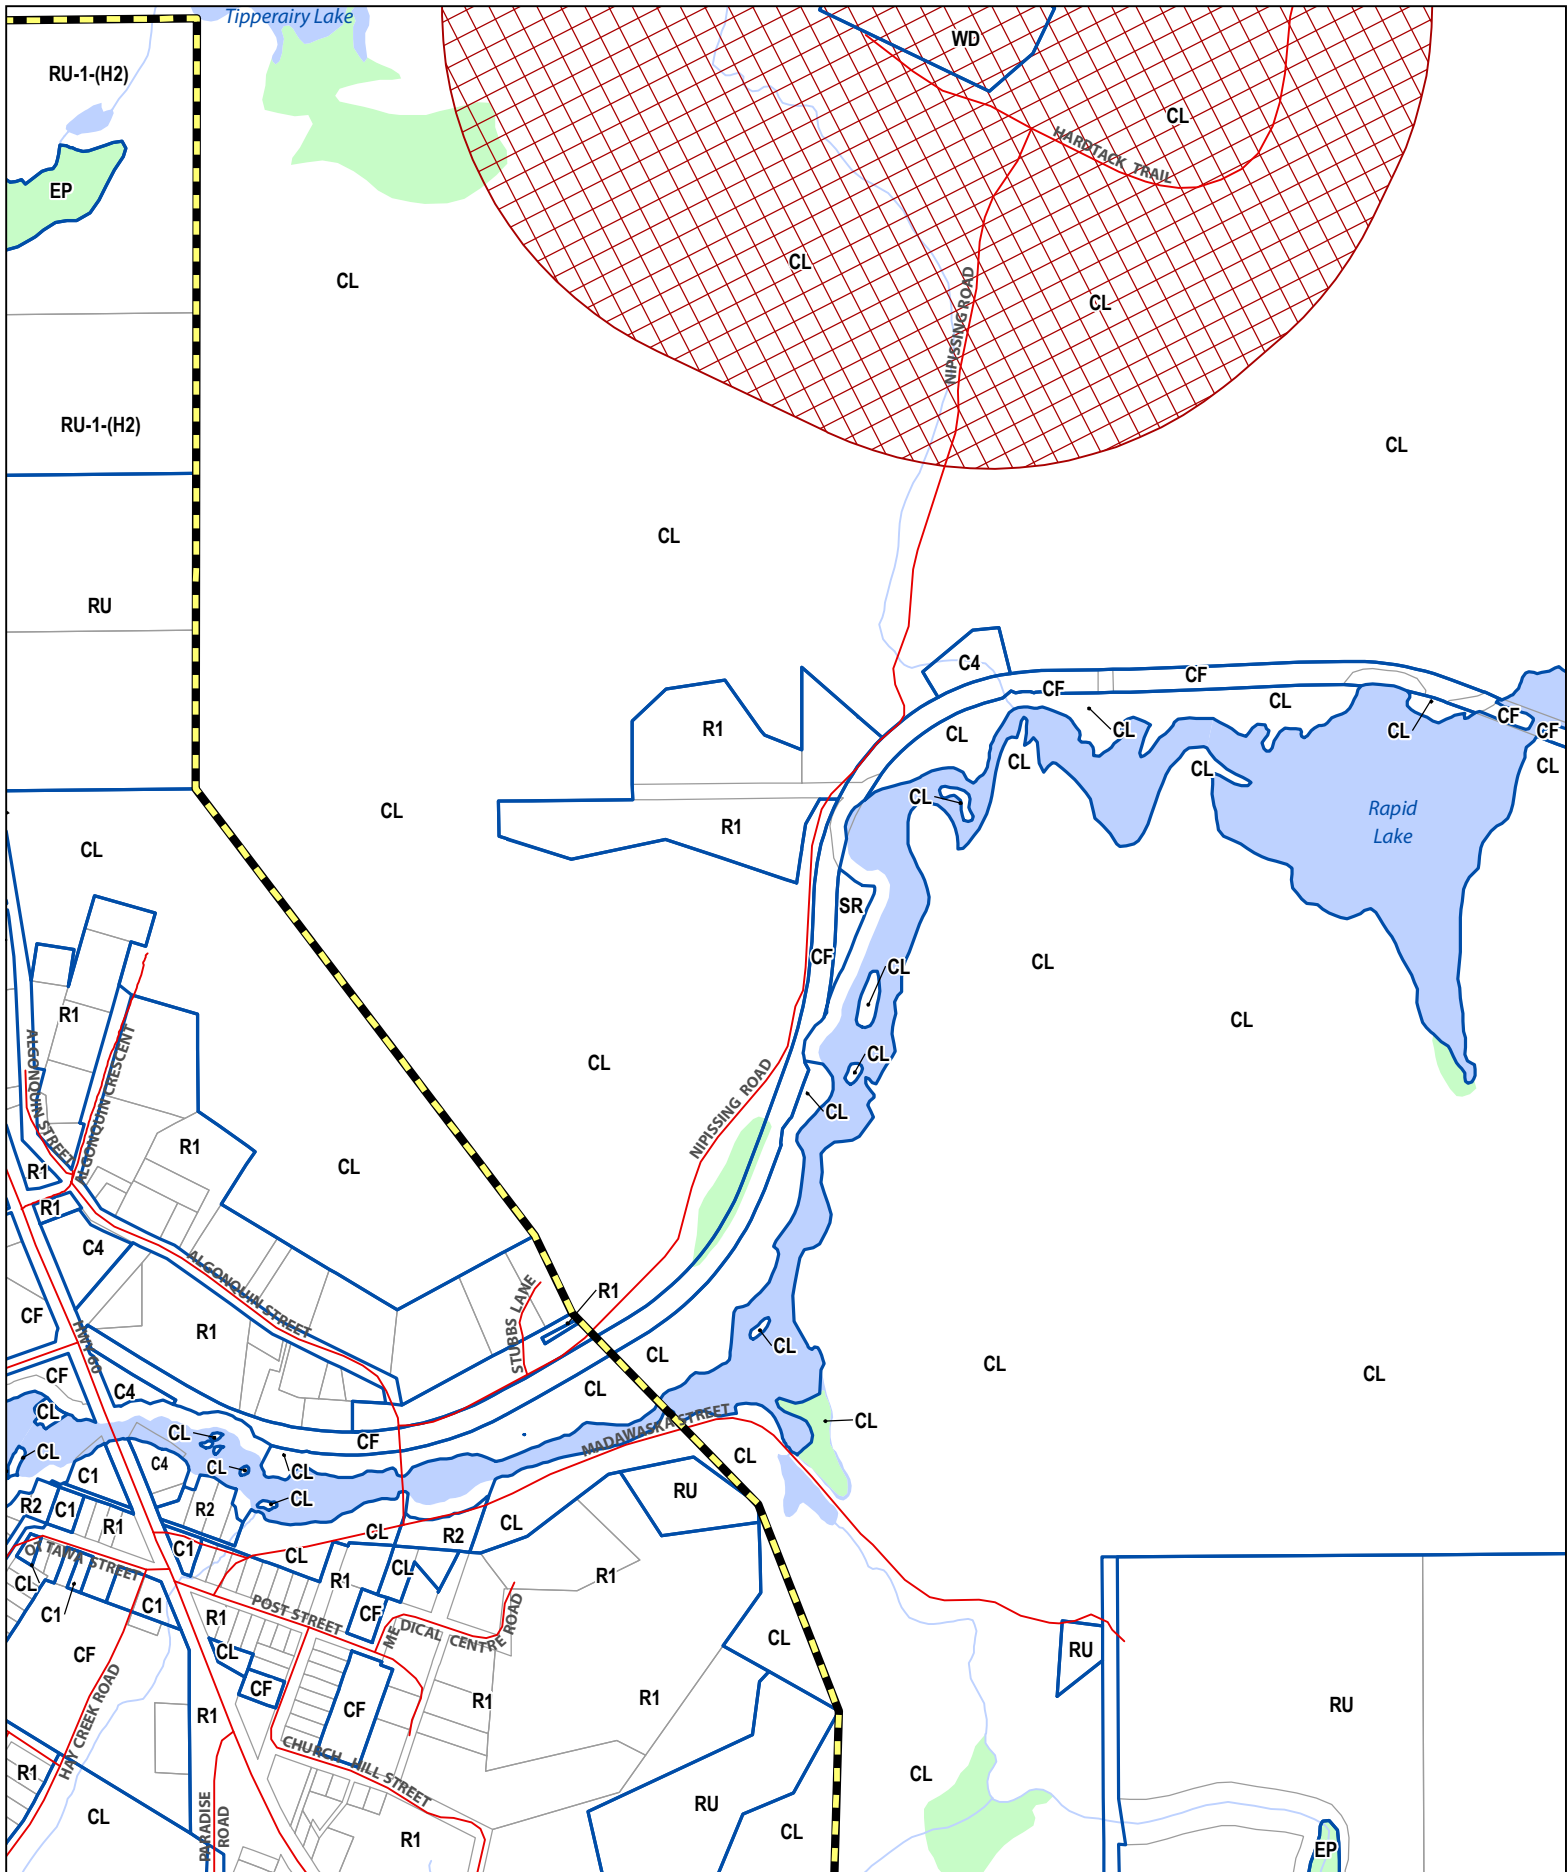 Tipperairy Lake
WD
RU-1-(H2)
CL
HARDTACK TRAIL
EP
CL
CL
CL
NIPISSING ROAD
RU-1-(H2)
CL
CL
RU
C4
CF
CF
CL
CL
CL
CF
CF
R1
CL
CL
CL
CL
CL
Rapid
Lake
CL
R1
CL
SR
CF
CL
CL
CL
R1
ALGONQUIN STREET
ALGONQUIN CRESCENT
CL
CL
NIPISSING ROAD
CL
R1
CL
R1
R1
C4
ALGONQUIN STREET
STUBBS LANE
R1
CF
R1
HWY 60
CL
CL
CL
CL
CL
CF
C4
CL
CL
MADAWASKA STREET
CL
CL
CF
CL
CL
C4
CL
CL
C1
CL
RU
R2
C1
R1
R2
CL
CL
R2
CL
OTTAWA STREET
C1
CL
CL
R1
R1
CL
C1
C1
R1
POST STREET
CF
MEDICAL CENTRE ROAD
CL
CL
RU
CF
HAY CREEK ROAD
CF
CF
R1
R1
R1
RU
CHURCH HILL STREET
R1
CL
CL
PARADISE
ROAD
R1
RU
CL
EP